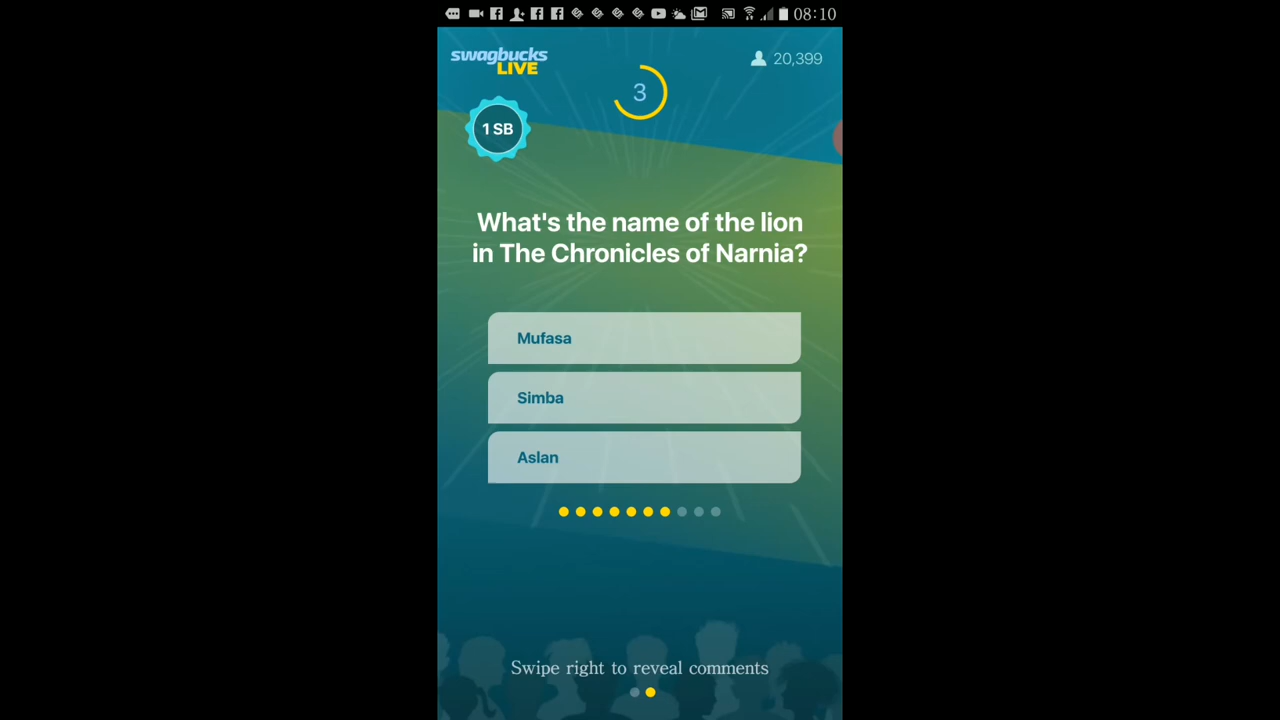 08:10
swagbucks
LIVE
20,399
3
1 SB
What's the name of the lion
in The Chronicles of Narnia?
Mufasa
Simba
Aslan
Swipe right to reveal comments